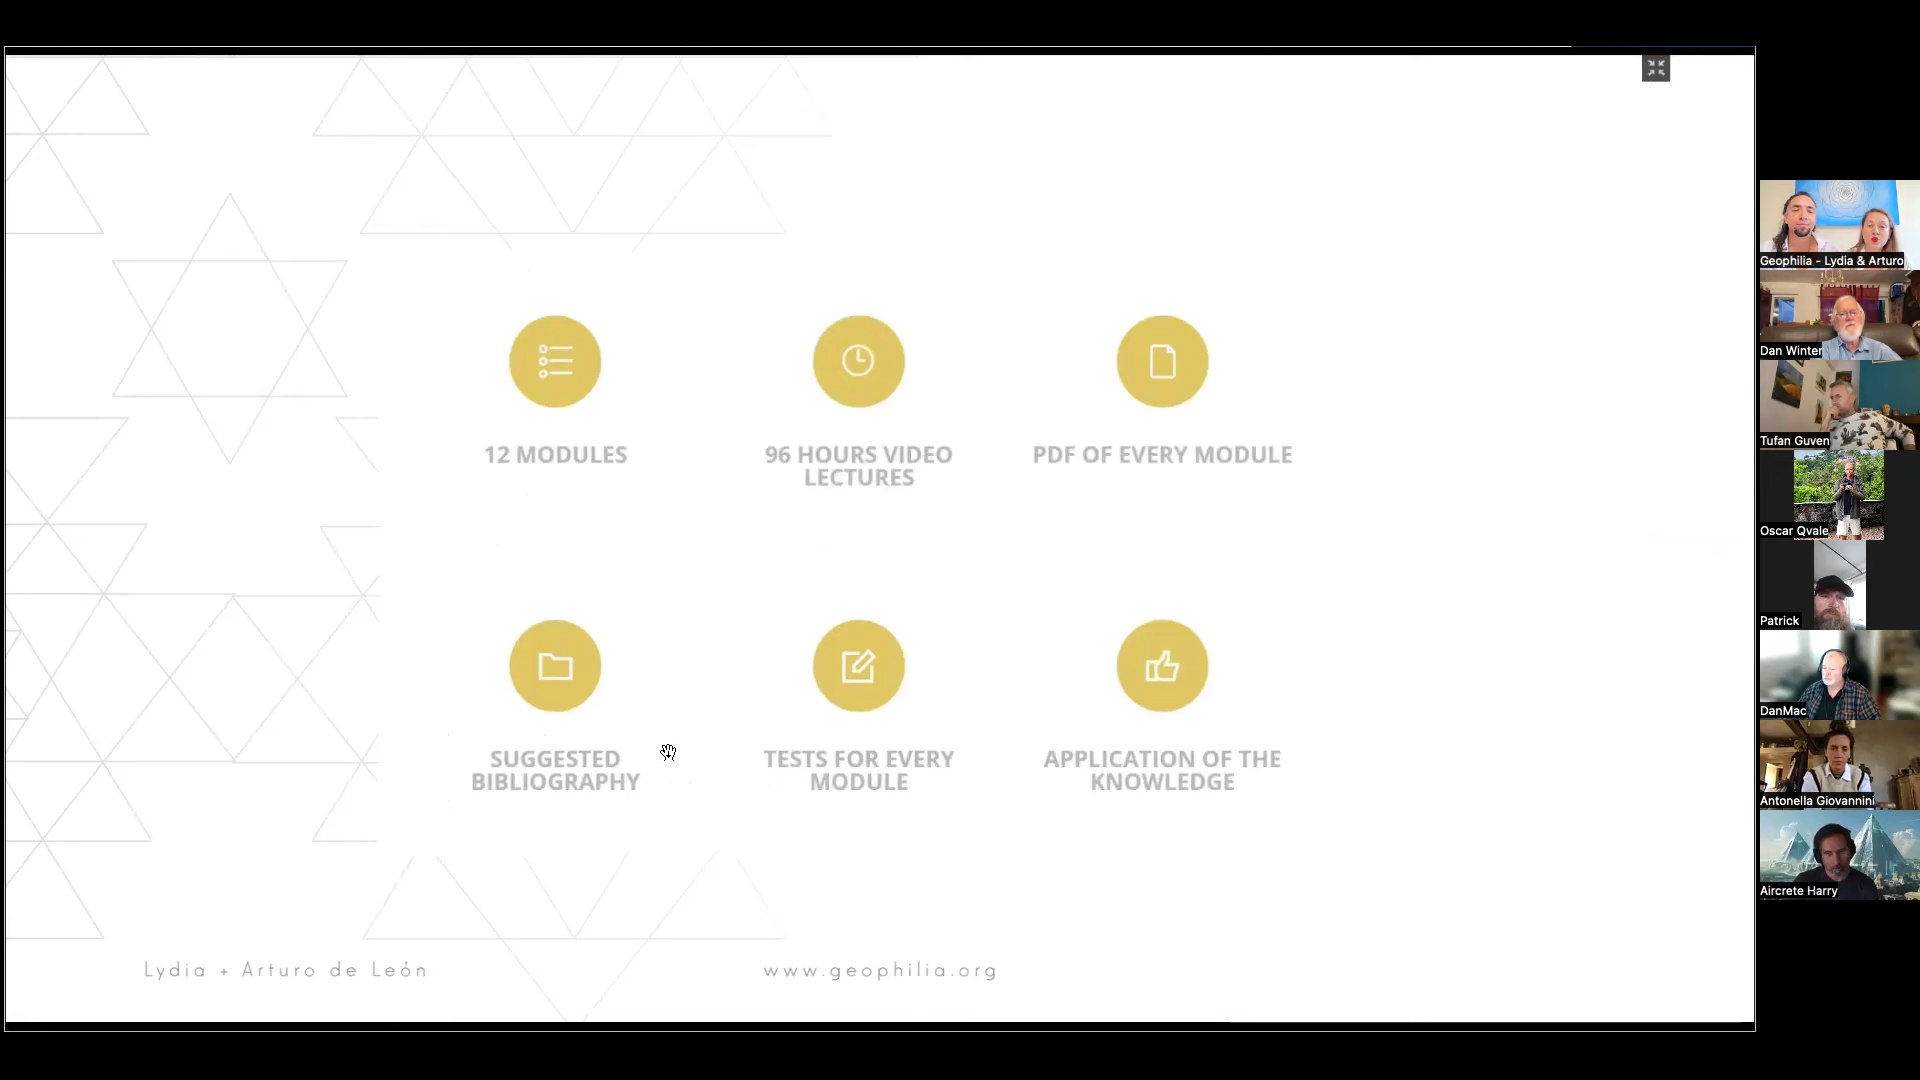 12 MODULES
96 HOURS VIDEO
LECTURES
PDF OF EVERY MODULE
SUGGESTED
BIBLIOGRAPHY
TESTS FOR EVERY
MODULE
APPLICATION OF THE
KNOWLEDGE
Lydia + Arturo de León
www.geophilia.org
Geophilia - Lydia & Arturo
Dan Winter
Tufan Guven
Oscar Qvale
Patrick
DanMac
Antonella Giovannini
Aircrete Harry